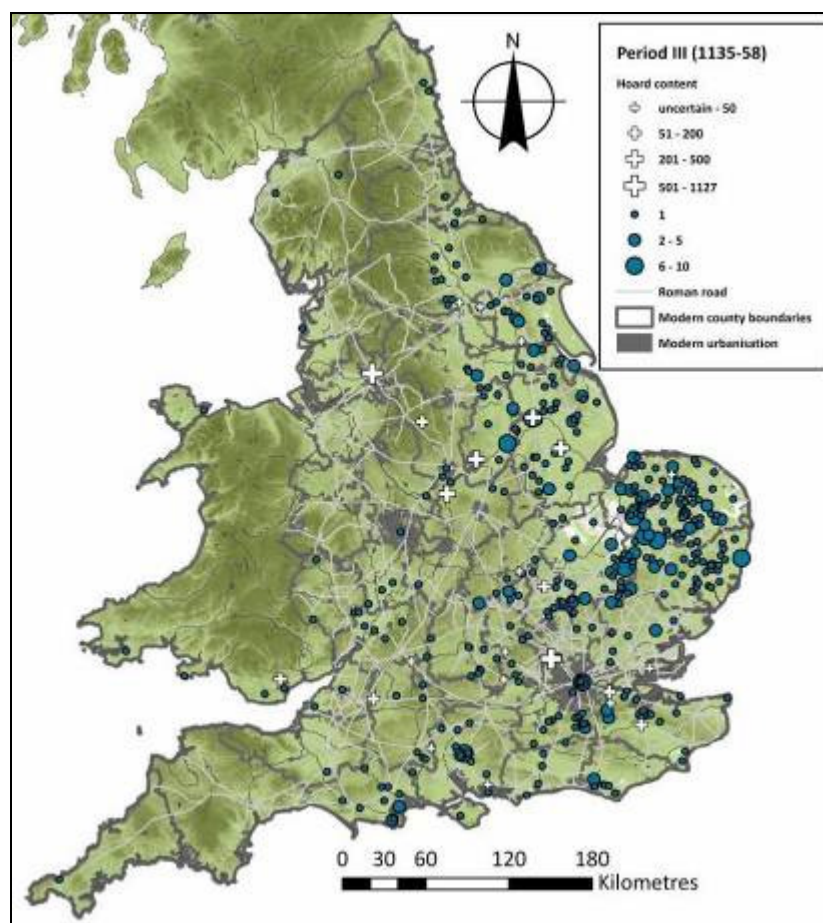 N
Period III (1135-58)
Hoard content
uncertain - 50
51 - 200
201 - 500
501 - 1127
1
2 - 5
6 - 10
Roman road
Modern county boundaries
Modern urbanisation
0 30 60 120 180
Kilometres